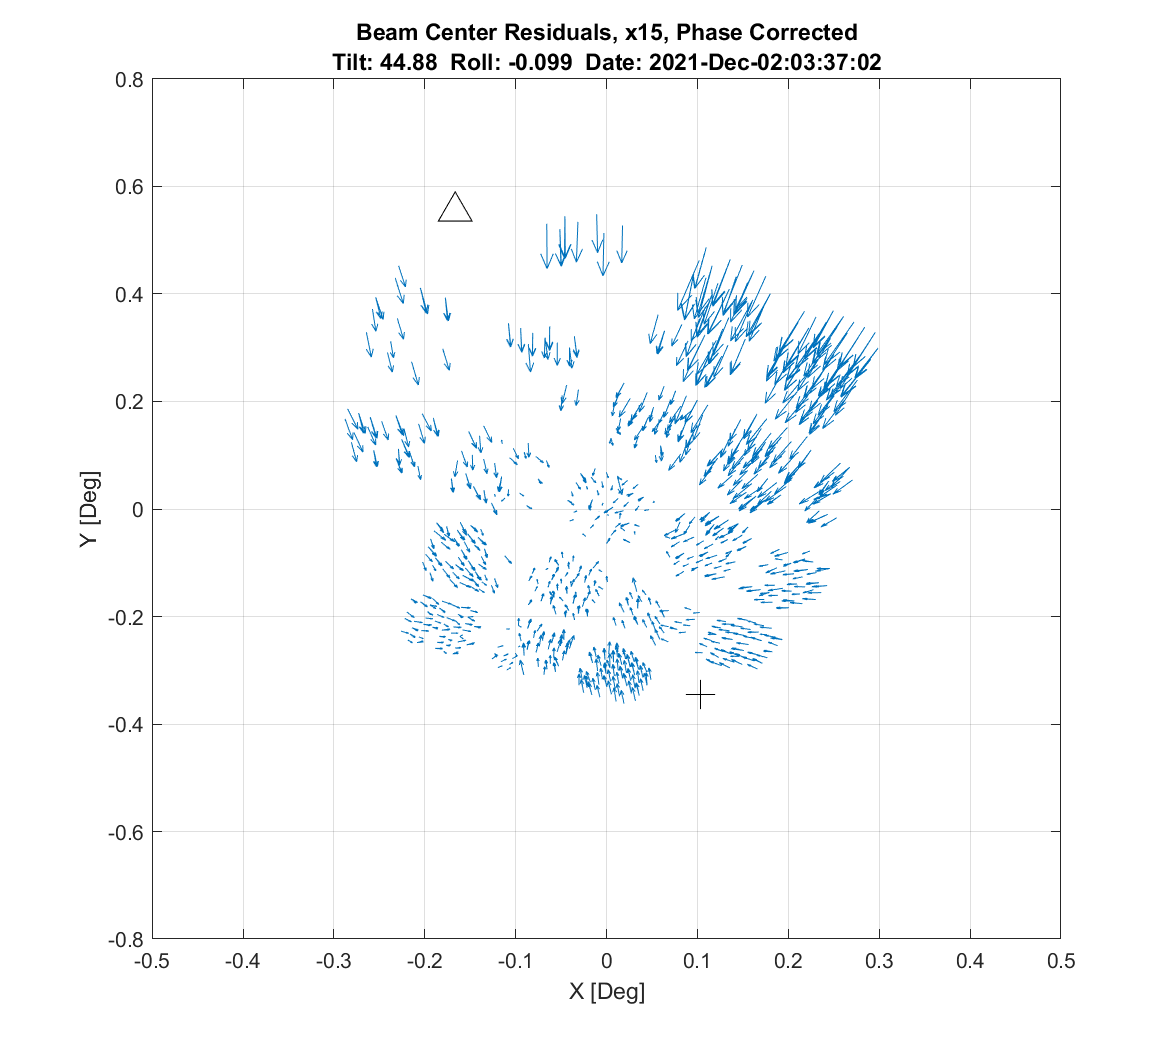 Beam Center Residuals, x15, Phase Corrected
Tilt: 44.88 Roll: -0.099 Date: 2021-Dec-02:03:37:02
0.8
0.6
0.4
0.2
0
-0.2
-0.4
-0.6
-0.8
Y [Deg]
-0.5 -0.4 -0.3 -0.2 -0.1 0 0.1 0.2 0.3 0.4 0.5
X [Deg]